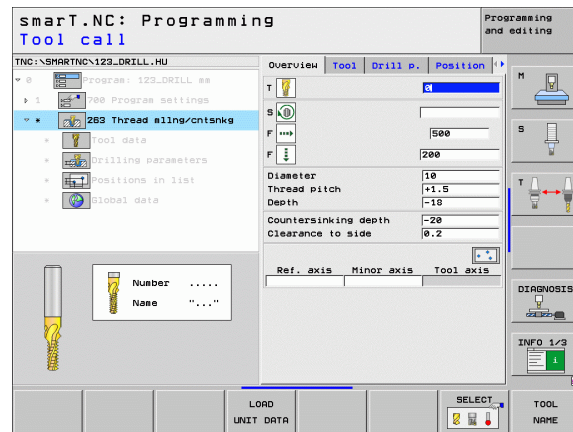 smarT.NC: Programming
Tool call
Programming
and editing
TNC:\SMARTNC\123_DRILL.HU
0 Program: 123_DRILL mm
1 700 Program settings
* 263 Thread mllng/cntsnkg
* Tool data
* Drilling parameters
* Positions in list
* Global data
Overview Tool Drill p. Position
T 0
S
F 500
F 200
Diameter 10
Thread pitch +1.5
Depth -18
Countersinking depth -20
Clearance to side 0.2
Ref. axis Minor axis Tool axis
Number .....
Name "..."
M
S
T
DIAGNOSIS
INFO 1/3
LOAD
UNIT DATA
SELECT
TOOL
NAME